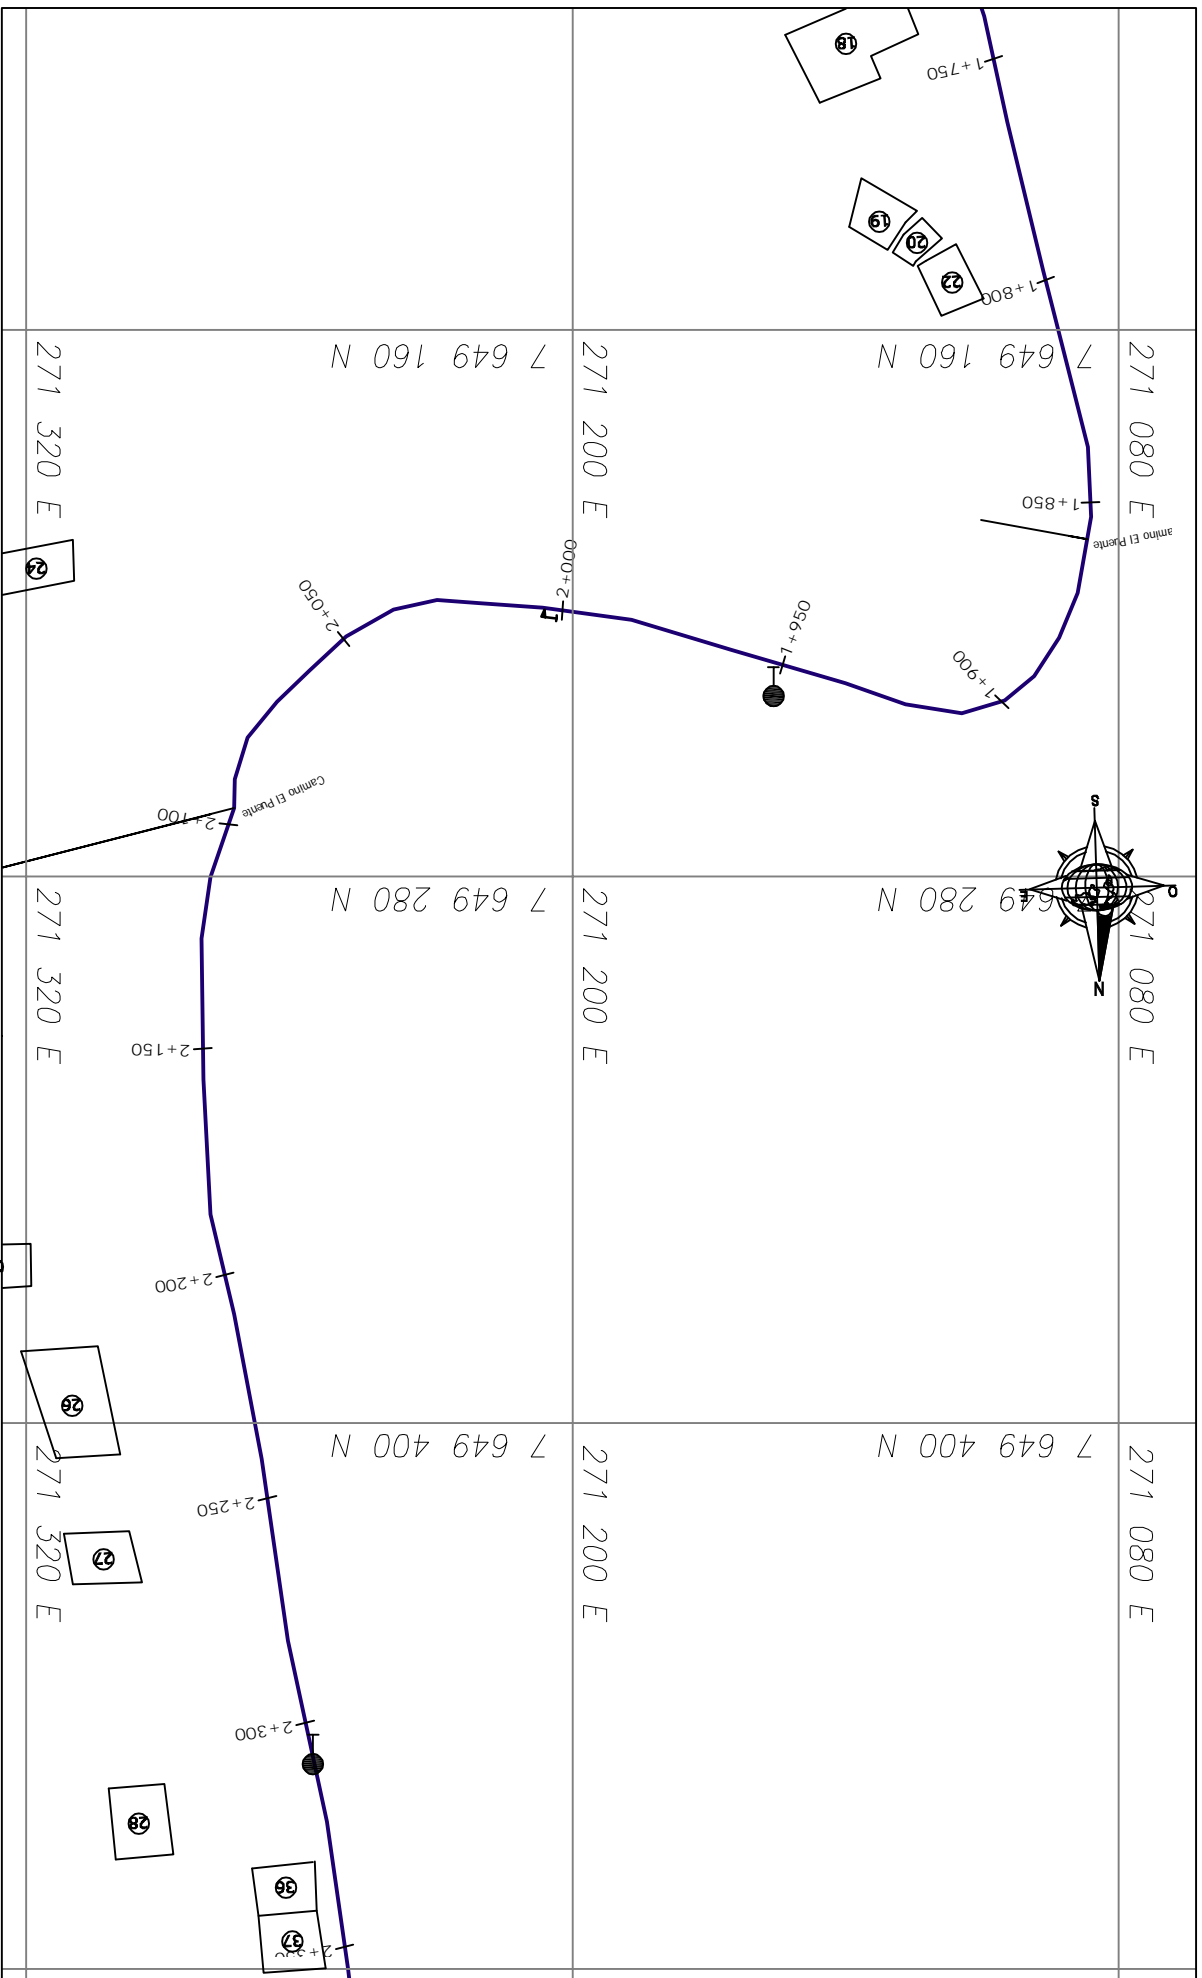 18
1+750
19
20
22
1+800
271 320 E
7 649 160 N
271 200 E
7 649 160 N
271 080 E
1+850
amino El Puente
24
2+000
2+050
1+950
1+900
Camino El Puente
2+100
S
E
O
N
271 320 E
7 649 280 N
271 200 E
649 280 N
271 080 E
2+150
2+200
26
271 320 E
7 649 400 N
271 200 E
7 649 400 N
271 080 E
2+250
27
2+300
28
36
37